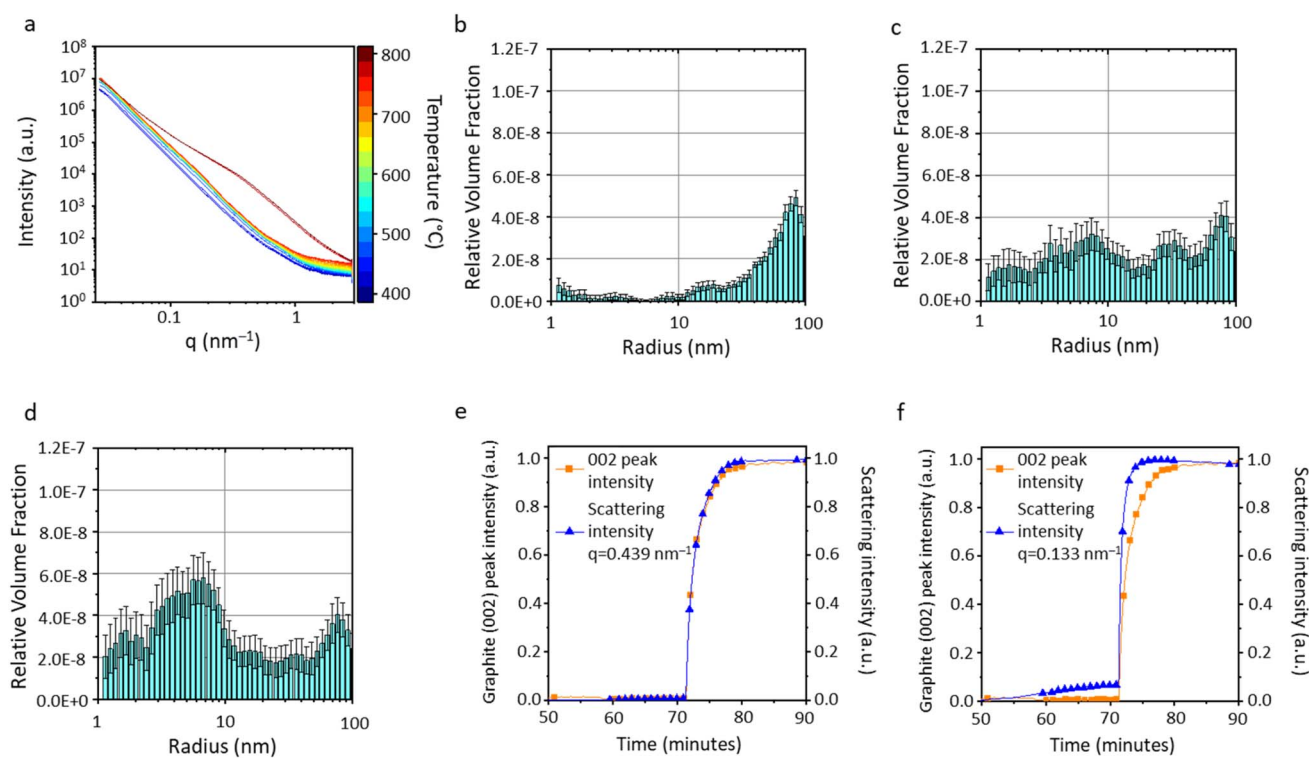 a
10⁸
10⁷
10⁶
10⁵
10⁴
10³
10²
10¹
10⁰
Intensity (a.u.)
0.1
1
q (nm⁻¹)
800
700
600
500
400
Temperature (°C)
b
1.2E-7
1.0E-7
8.0E-8
6.0E-8
4.0E-8
2.0E-8
0.0E+0
Relative Volume Fraction
1
10
100
Radius (nm)
c
1.2E-7
1.0E-7
8.0E-8
6.0E-8
4.0E-8
2.0E-8
0.0E+0
Relative Volume Fraction
1
10
100
Radius (nm)
d
1.2E-7
1.0E-7
8.0E-8
6.0E-8
4.0E-8
2.0E-8
0.0E+0
Relative Volume Fraction
1
10
100
Radius (nm)
e
1.0
0.8
0.6
0.4
0.2
0.0
Graphite (002) peak intensity (a.u.)
002 peak
intensity
Scattering
intensity
q=0.439 nm⁻¹
1.0
0.8
0.6
0.4
0.2
0.0
Scattering intensity (a.u.)
50
60
70
80
90
Time (minutes)
f
1.0
0.8
0.6
0.4
0.2
0.0
Graphite (002) peak intensity (a.u.)
002 peak
intensity
Scattering
intensity
q=0.133 nm⁻¹
1.0
0.8
0.6
0.4
0.2
0.0
Scattering intensity (a.u.)
50
60
70
80
90
Time (minutes)